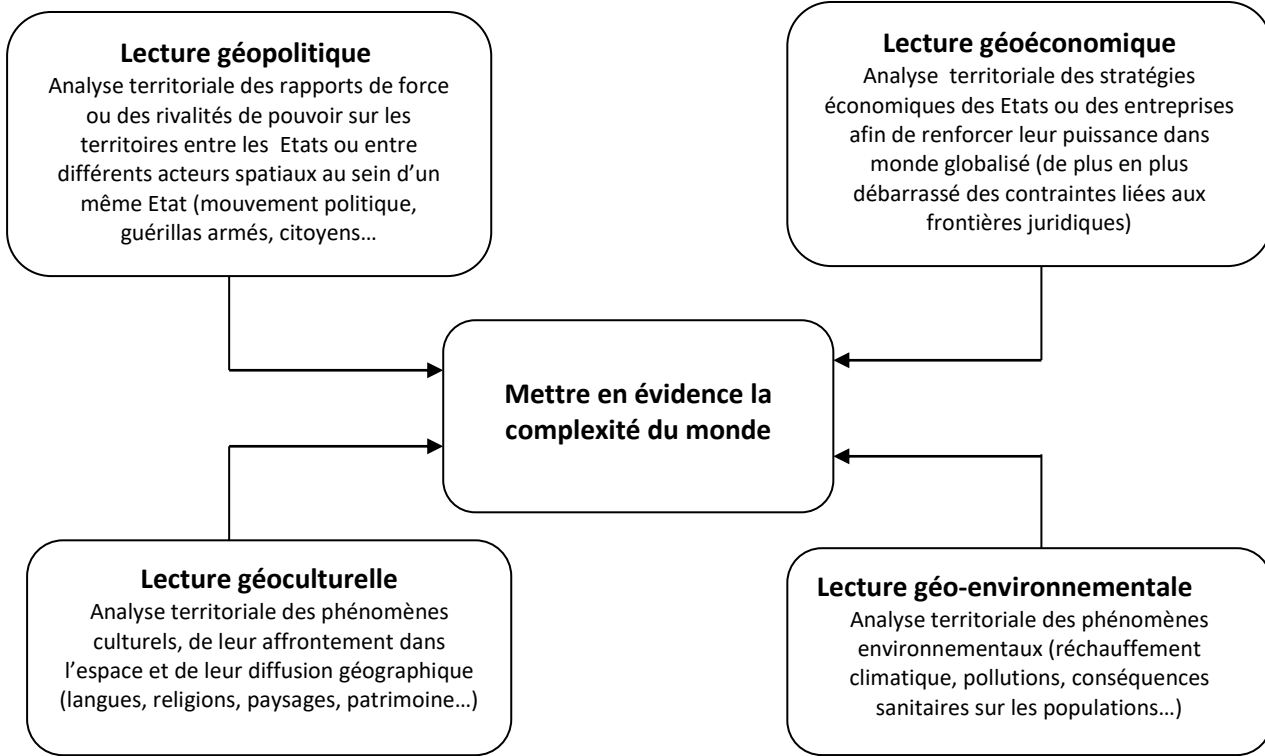 Lecture géopolitique
Analyse territoriale des rapports de force
ou des rivalités de pouvoir sur les
territoires entre les Etats ou entre
différents acteurs spatiaux au sein d’un
même Etat (mouvement politique,
guérillas armés, citoyens…
Lecture géoéconomique
Analyse territoriale des stratégies
économiques des Etats ou des entreprises
afin de renforcer leur puissance dans
monde globalisé (de plus en plus
débarrassé des contraintes liées aux
frontières juridiques)
Mettre en évidence la
complexité du monde
Lecture géoculturelle
Analyse territoriale des phénomènes
culturels, de leur affrontement dans
l’espace et de leur diffusion géographique
(langues, religions, paysages, patrimoine…)
Lecture géo-environnementale
Analyse territoriale des phénomènes
environnementaux (réchauffement
climatique, pollutions, conséquences
sanitaires sur les populations…)